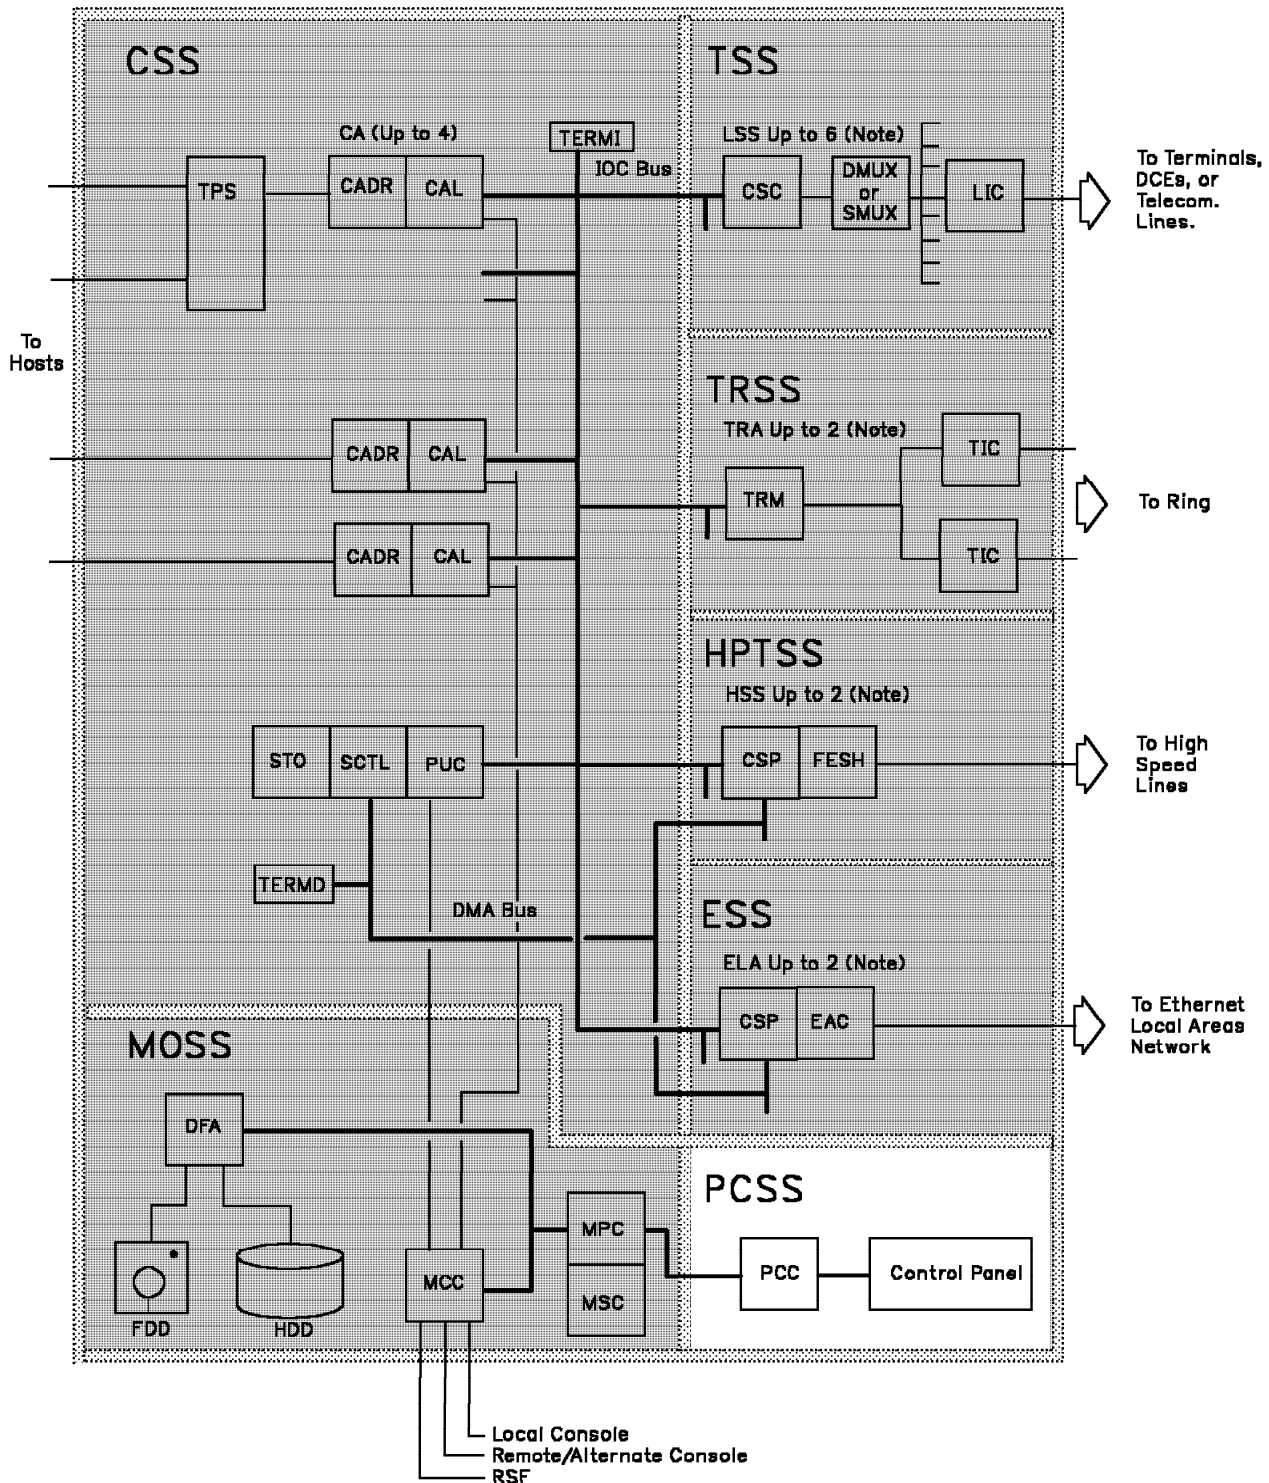 CSS
TSS
CA (Up to 4)
TERMI
IOC Bus
LSS Up to 6 (Note)
TPS
CADR
CAL
CSC
DMUX
or
SMUX
LIC
To Terminals,
DCEs, or
Telecom.
Lines.
To
Hosts
TRSS
TRA Up to 2 (Note)
CADR
CAL
TIC
TRM
To Ring
CADR
CAL
TIC
HPTSS
HSS Up to 2 (Note)
STO
SCTL
PUC
CSP
FESH
To High
Speed
Lines
TERMD
DMA Bus
ESS
ELA Up to 2 (Note)
CSP
EAC
To Ethernet
Local Areas
Network
MOSS
DFA
PCSS
MPC
MCC
PCC
Control Panel
MSC
FDD
HDD
Local Console
Remote/Alternate Console
RSF